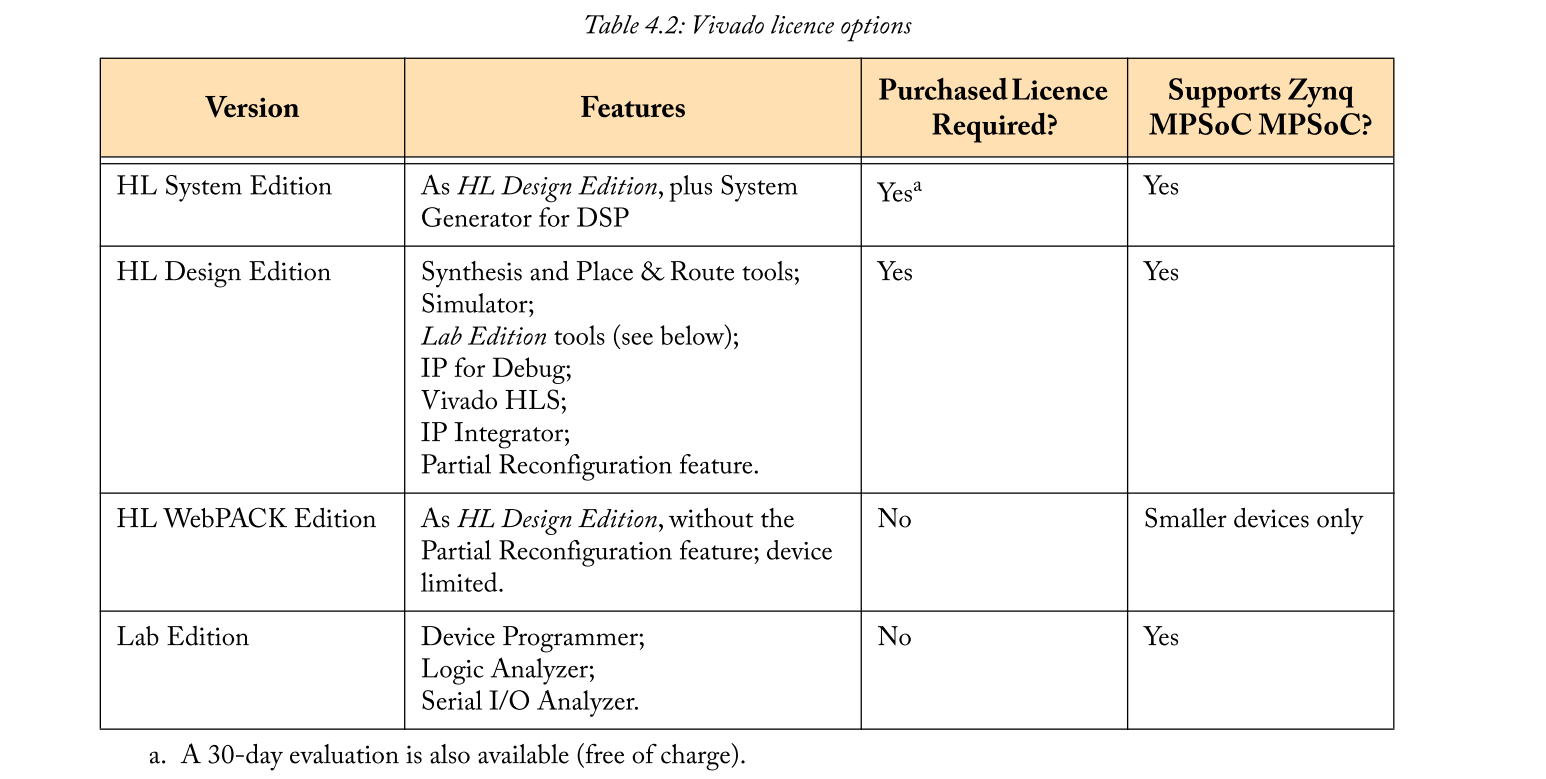 Table 4.2: Vivado licence options
Version
Features
Purchased Licence
Required?
Supports Zynq
MPSoC MPSoC?
HL System Edition
As HL Design Edition, plus System
Generator for DSP
Yesa
Yes
HL Design Edition
Synthesis and Place & Route tools;
Simulator;
Lab Edition tools (see below);
IP for Debug;
Vivado HLS;
IP Integrator;
Partial Reconfiguration feature.
Yes
Yes
HL WebPACK Edition
As HL Design Edition, without the
Partial Reconfiguration feature; device
limited.
No
Smaller devices only
Lab Edition
Device Programmer;
Logic Analyzer;
Serial I/O Analyzer.
No
Yes
a. A 30-day evaluation is also available (free of charge).